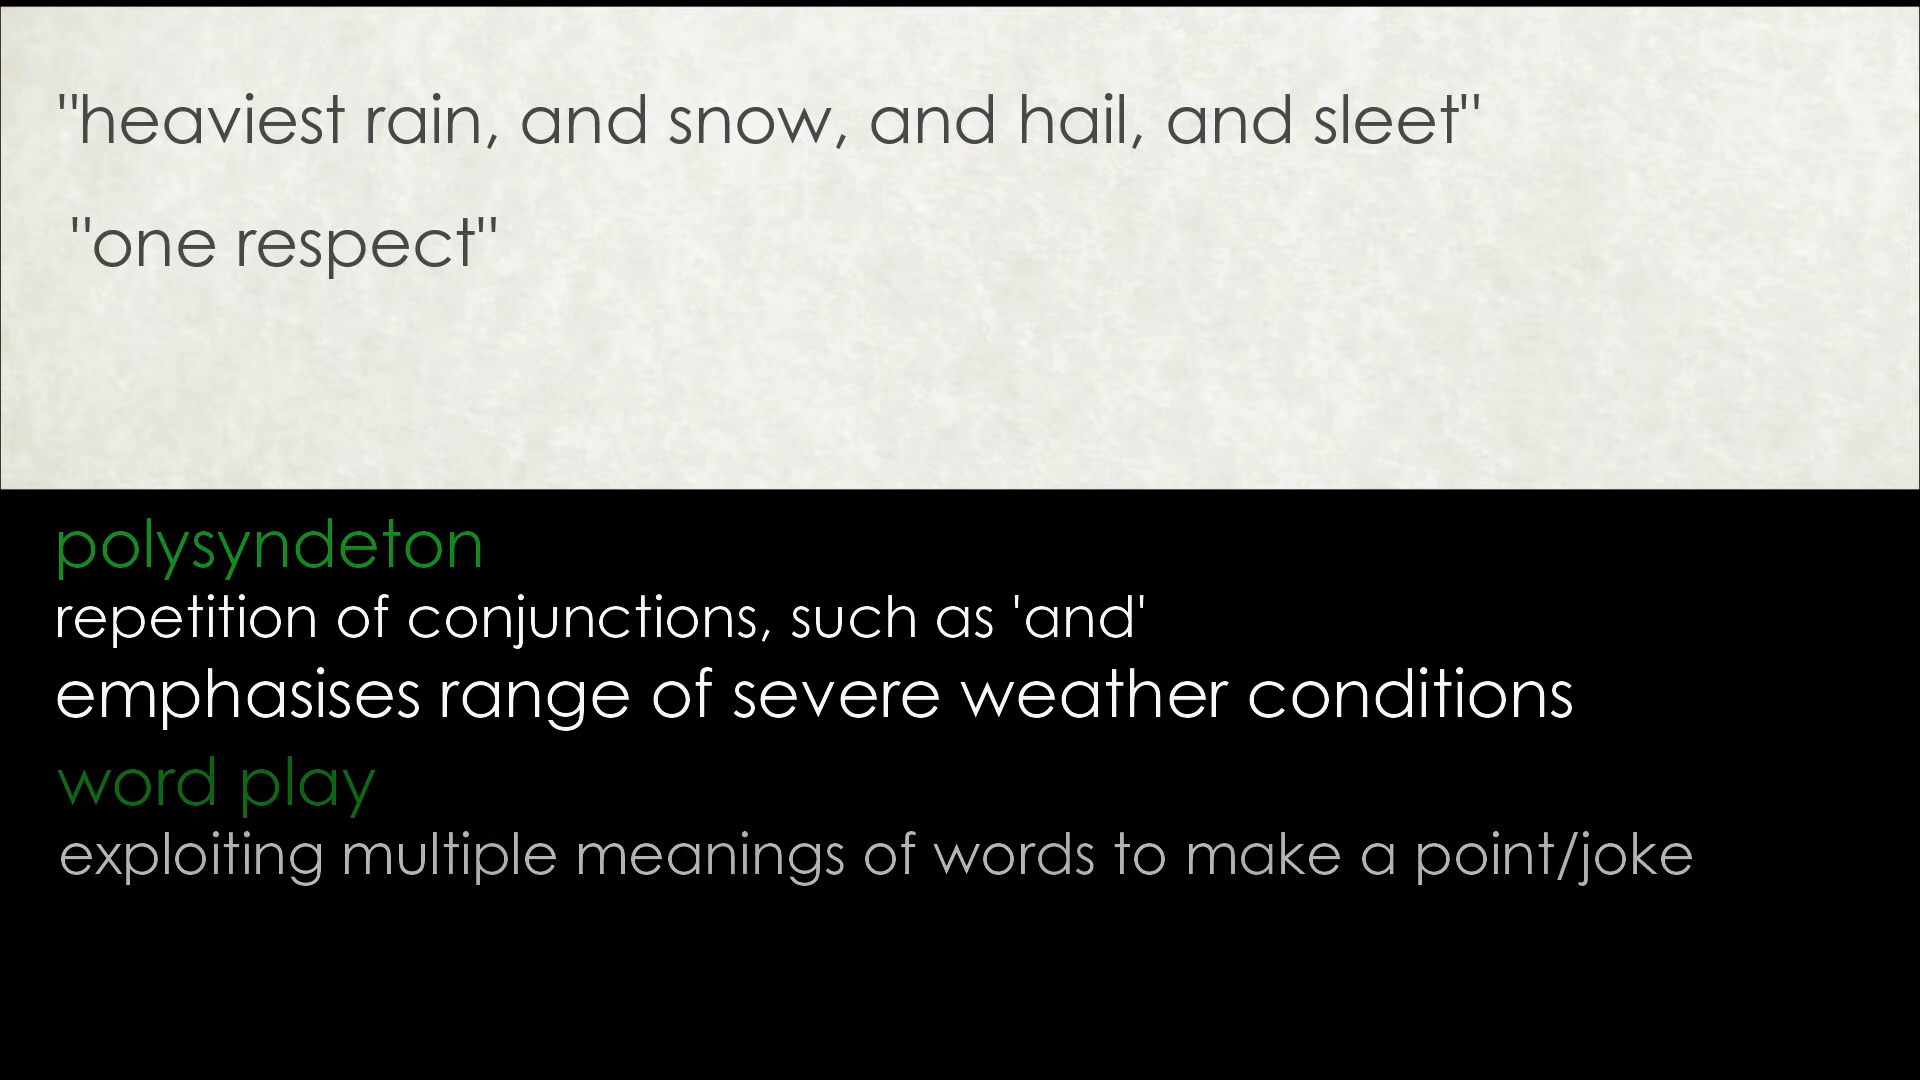 "heaviest rain, and snow, and hail, and sleet"
"one respect"
polysyndeton
repetition of conjunctions, such as 'and'
emphasises range of severe weather conditions
word play
exploiting multiple meanings of words to make a point/joke